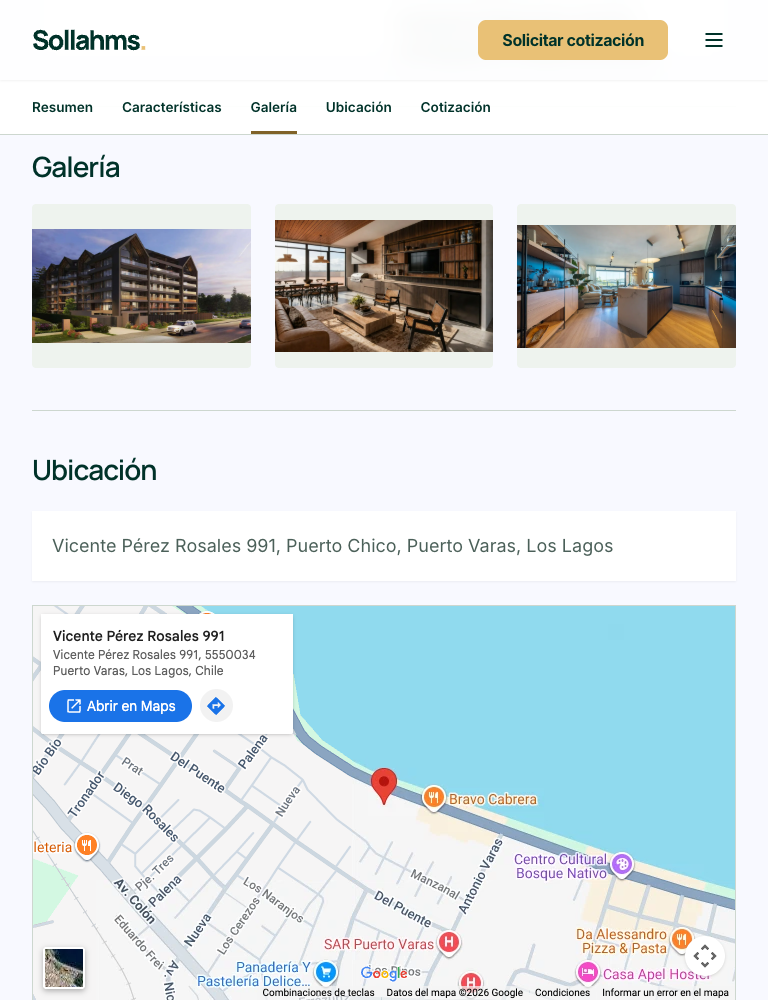 Sollahms.
Solicitar cotización
Resumen
Características
Galería
Ubicación
Cotización
Galería
Ubicación
Vicente Pérez Rosales 991, Puerto Chico, Puerto Varas, Los Lagos
Vicente Pérez Rosales 991
Vicente Pérez Rosales 991, 5550034
Puerto Varas, Los Lagos, Chile
Abrir en Maps
Bío Bío
Prat
Tronador
Diego Rosales
Del Puente
Palena
Nueva
Bravo Cabrera
Centro Cultural
Bosque Nativo
leteria
Pje. Tres
Palena
Av. Colón
Eduardo Frei
Nueva
Los Cerezos
Los Naranjos
Manzanal
Antonio Varas
Del Puente
SAR Puerto Varas
Da Alessandro
Pizza & Pasta
Panadería Y
Pastelería Delice...
Google
Casa Apel Hostel
Combinaciones de teclas
Datos del mapa ©2026 Google
Condiciones
Informar un error en el mapa